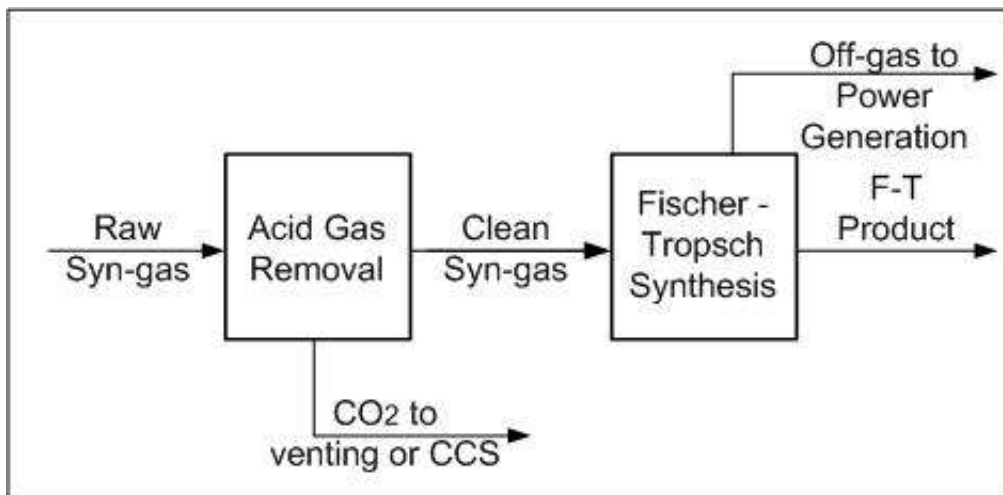 Off-gas to
Power
Generation
Raw
Syn-gas
Acid Gas
Removal
Clean
Syn-gas
Fischer -
Tropsch
Synthesis
F-T
Product
CO2 to
venting or CCS